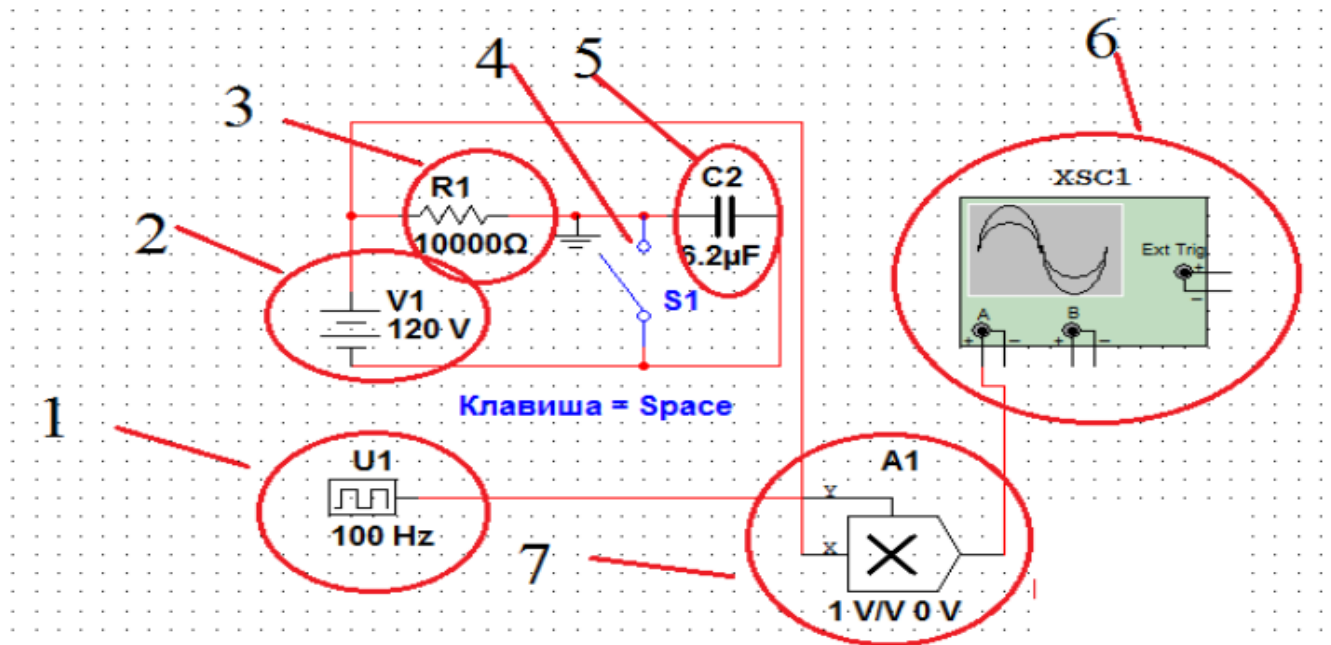 6
4 5
3
C2
XSC1
R1
10000Ω
6.2µF
Ext Trig
+
−
2
V1
120 V
S1
A
B
+ − + −
Клавиша = Space
1
U1
A1
Y
100 Hz
7
X
1 V/V 0 V